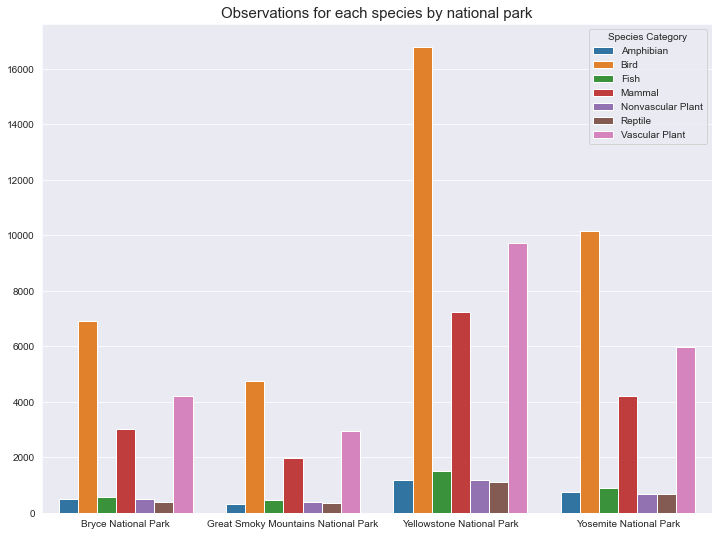 Observations for each species by national park
Species Category
Amphibian
Bird
Fish
Mammal
Nonvascular Plant
Reptile
Vascular Plant
16000
14000
12000
10000
8000
6000
4000
2000
0
Bryce National Park
Great Smoky Mountains National Park
Yellowstone National Park
Yosemite National Park